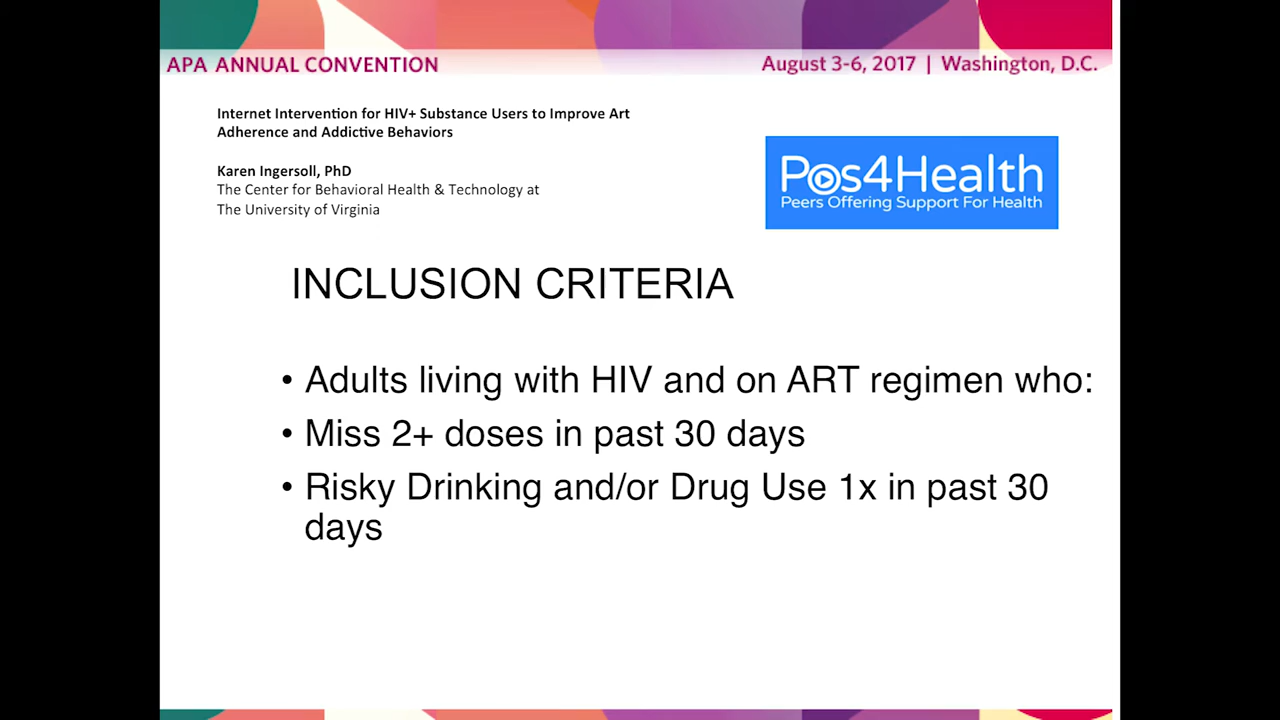 APA ANNUAL CONVENTION
August 3-6, 2017 | Washington, D.C.
Internet Intervention for HIV+ Substance Users to Improve Art
Adherence and Addictive Behaviors
Karen Ingersoll, PhD
The Center for Behavioral Health & Technology at
The University of Virginia
Pos4Health
Peers Offering Support For Health
INCLUSION CRITERIA
• Adults living with HIV and on ART regimen who:
• Miss 2+ doses in past 30 days
• Risky Drinking and/or Drug Use 1x in past 30
days